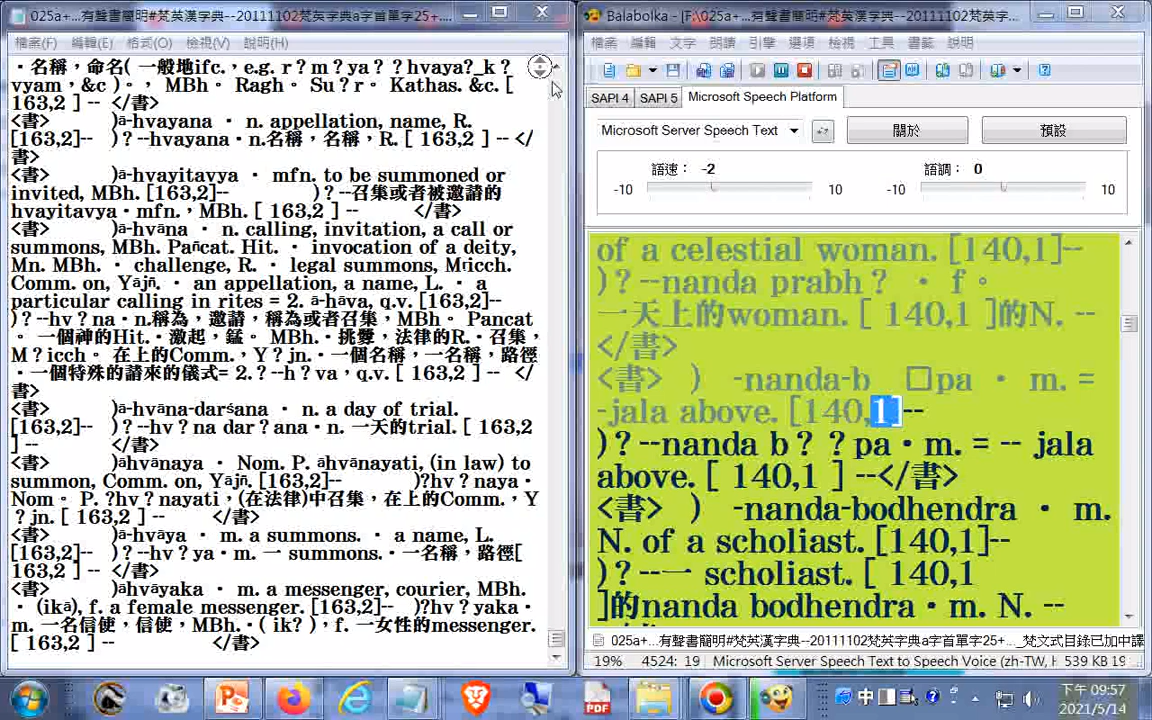 025a+...有聲書簡明#梵英漢字典--20111102梵英字典a字首單字25+...
檔案(F) 編輯(E) 格式(O) 檢視(V) 說明(H)
・名稱，命名( 一般地ifc. , e.g. r？m？ya？？hvaya?_k？
vyam，&c )。， MBh。 Ragh。 Su？r。 Kathas. &c. [
163,2 ] -- </書>
<書> )ā-hvayana ・ n. appellation, name, R.
[163,2]-- )？--hvayana・n.名稱，名稱，R. [ 163,2 ] -- </
書>
<書> )ā-hvayitavya ・ mfn. to be summoned or
invited, MBh. [163,2]-- )？--召集或者被邀請的
hvayitavya・mfn.，MBh. [ 163,2 ] -- </書>
<書> )ā-hvāna ・ n. calling, invitation, a call or
summons, MBh. Pañcat. Hit. ・ invocation of a deity,
Mn. MBh. ・ challenge, R. ・ legal summons, Mṛicch.
Comm. on, Yājñ. ・ an appellation, a name, L. ・ a
particular calling in rites = 2. ā-hāva, q.v. [163,2]--
)？--hv？na・n.稱為，邀請，稱為或者召集，MBh。 Pancat
。 一個神的Hit.・激起，錳。 MBh.・挑釁，法律的R.・召集，
M？icch。 在上的Comm.，Y？jn.・一個名稱，一名稱，路徑
・一個特殊的請來的儀式= 2.？--h？va，q.v. [ 163,2 ] -- </
書>
<書> )ā-hvāna-darśana ・ n. a day of trial.
[163,2]-- )？--hv？na dar？ana・n. 一天的trial. [ 163,2
] -- </書>
<書> )āhvānaya ・ Nom. P. āhvānayati, (in law) to
summon, Comm. on, Yājñ. [163,2]-- )?hv？naya・
Nom。 P. ?hv？nayati，(在法律)中召集，在上的Comm.，Y
？jn. [ 163,2 ] -- </書>
<書> )ā-hvāya ・ m. a summons. ・ a name, L.
[163,2]-- )？--hv？ya・m. 一 summons.・一名稱，路徑[
163,2 ] -- </書>
<書> )āhvāyaka ・ m. a messenger, courier, MBh.
・ (ikā), f. a female messenger. [163,2]-- )?hv？yaka・
m. 一名信使，信使，MBh.・( ik？)，f. 一女性的messenger.
[ 163,2 ] -- </書>
Balabolka - [F:\025a+...有聲書簡明#梵英漢字典--20111102梵英字...
檔案 編輯 文字 朗讀 引擎 選項 檢視 工具 書籤 說明
SAPI 4 SAPI 5 Microsoft Speech Platform
Microsoft Server Speech Text 關於 預設
語速： -2 語調： 0
-10 10 -10 10
of a celestial woman. [140,1]--
)？--nanda prabh？ ・ f。
一天上的woman. [ 140,1 ]的N. --
</書>
<書> ) -nanda-b □pa ・ m. =
-jala above. [140,1]--
)？--nanda b？？pa・m. = -- jala
above. [ 140,1 ] --</書>
<書> ) -nanda-bodhendra ・ m.
N. of a scholiast. [140,1]--
)？--一 scholiast. [ 140,1
]的nanda bodhendra・m. N. --
025a+...有聲書簡明#梵英漢字典--20111102梵英字典a字首單字25+..._梵文式目錄已加中譯
19% 4524: 19 Microsoft Server Speech Text to Speech Voice (zh-TW, H 539 KB 19
中
下午 09:57
2021/5/14